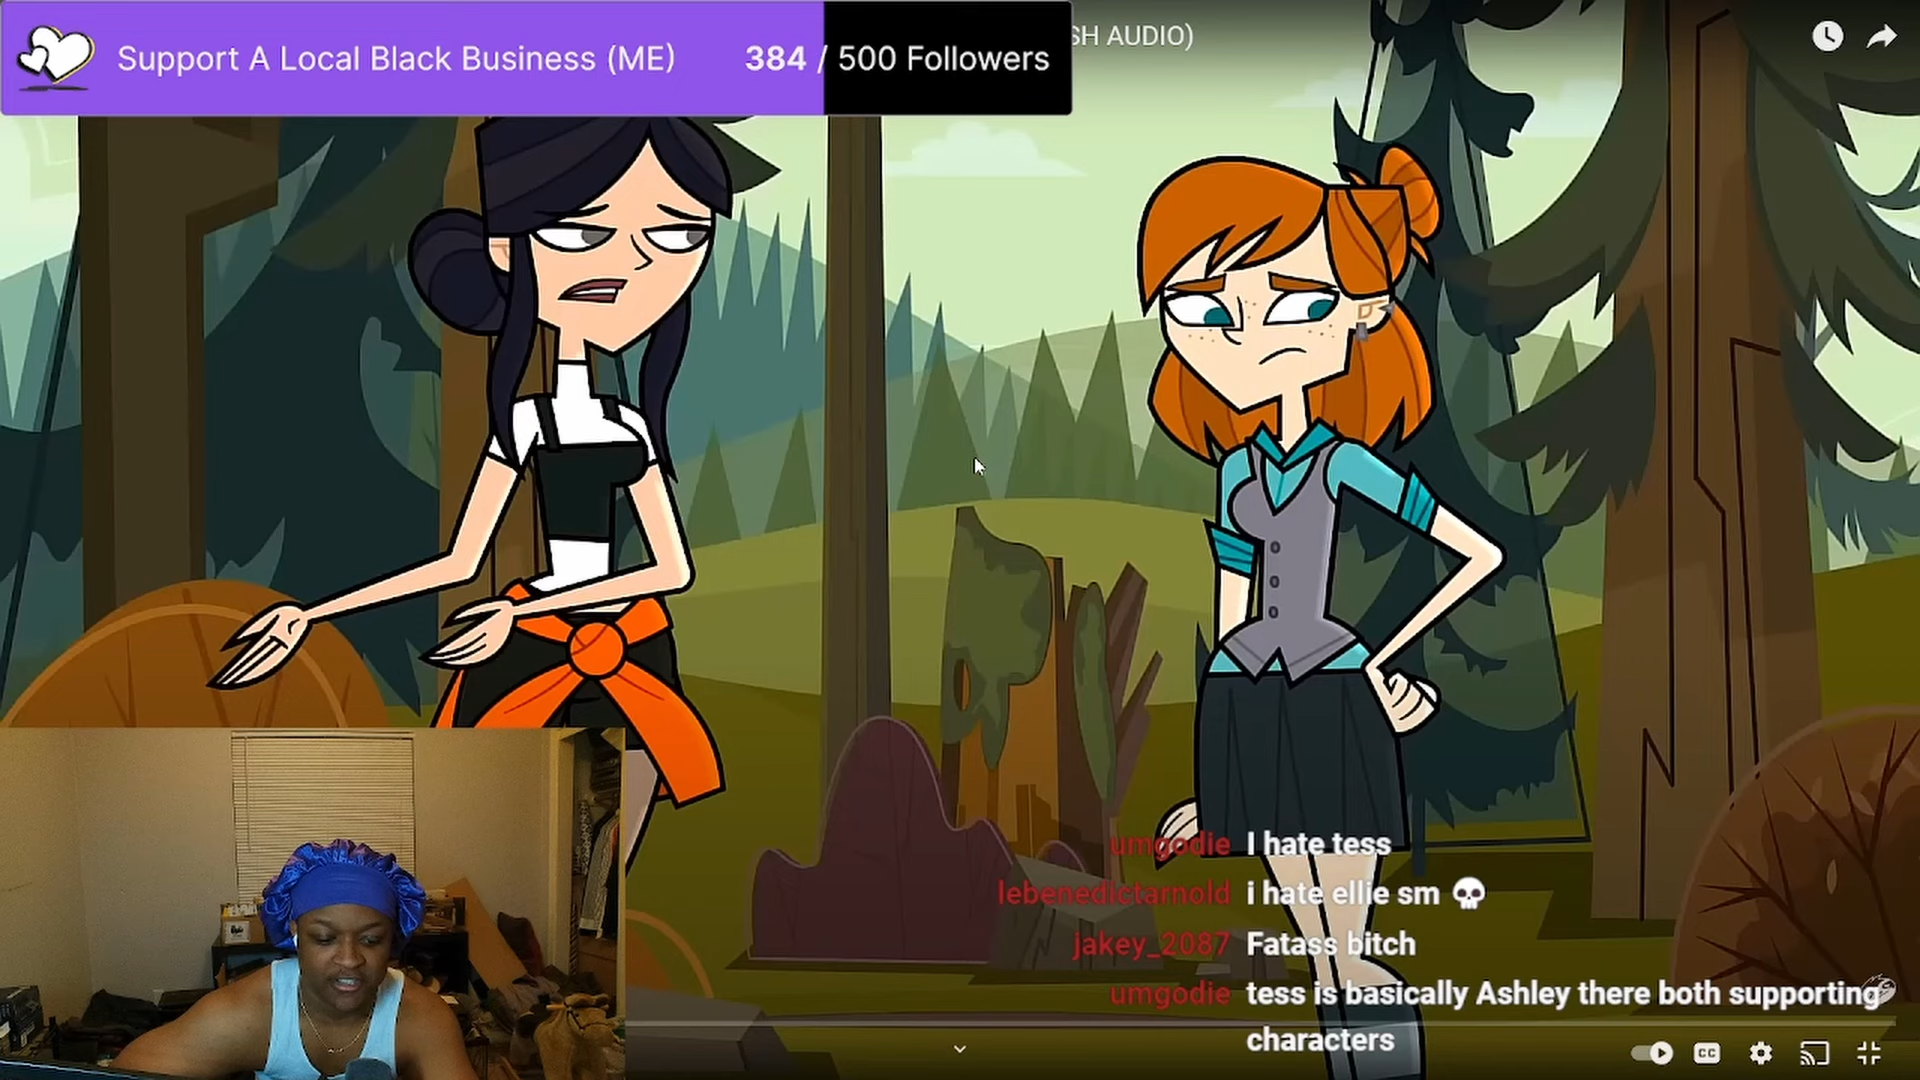 Support A Local Black Business (ME) 384 / 500 Followers
SH AUDIO)
umgodie I hate tess
lebenedictarnold i hate ellie sm 💀
jakey_2087 Fatass bitch
umgodie tess is basically Ashley there both supporting
characters
CC